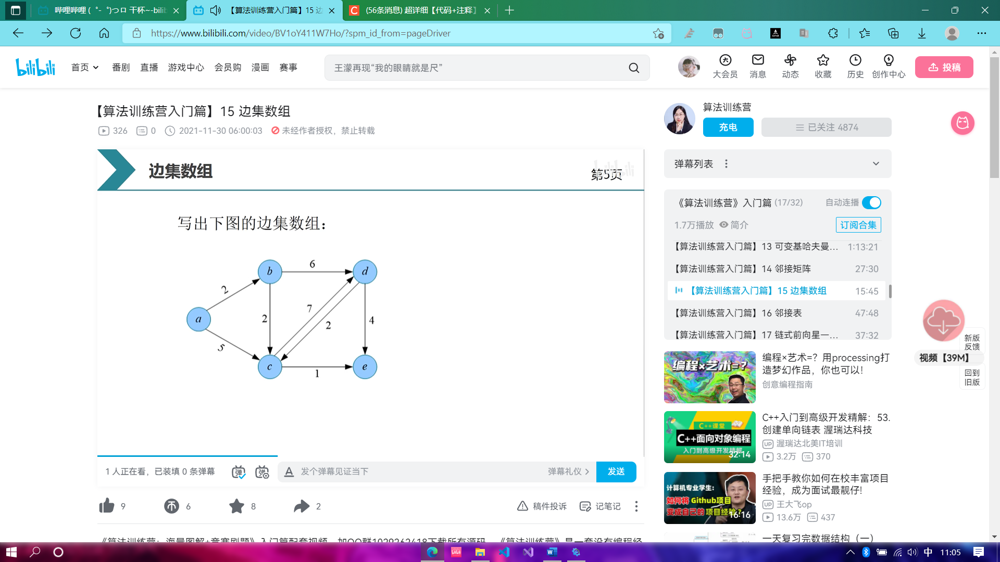 哔哩哔哩 (゜-゜)つロ 干杯~-bilib
【算法训练营入门篇】15 边
(56条消息) 超详细【代码+注释】
https://www.bilibili.com/video/BV1oY411W7Ho/?spm_id_from=pageDriver
bilibili
首页 番剧 直播 游戏中心 会员购 漫画 赛事
王濛再现“我的眼睛就是尺”
大会员 消息 动态 收藏 历史 创作中心
投稿
【算法训练营入门篇】15 边集数组
326 0 2021-11-30 06:00:03 未经作者授权，禁止转载
算法训练营
充电
已关注 4874
边集数组
第5页
bilibili
写出下图的边集数组：
b 6 d
2
a 2 7 2 4
5
c 1 e
弹幕列表
《算法训练营》入门篇 (17/32) 自动连播
1.7万播放 简介 订阅合集
【算法训练营入门篇】13 可变基哈夫曼... 1:13:21
【算法训练营入门篇】14 邻接矩阵 27:30
【算法训练营入门篇】15 边集数组 15:45
【算法训练营入门篇】16 邻接表 47:48
【算法训练营入门篇】17 链式前向星一... 37:32
新版
反馈
视频【39M】
回到
旧版
编程×艺术=?
编程×艺术=？用processing打
造梦幻作品，你也可以！
创意编程指南
C++课堂
C++面向对象编程
入门到高级开发精解
32:14
C++入门到高级开发精解：53.
创建单向链表 渥瑞达科技
UP 渥瑞达北美IT培训
3.2万 370
计算机专业学生：
如何将 Github项目
变成自己的 项目经验？
16:16
手把手教你如何在校丰富项目
经验，成为面试最靓仔!
UP 王大飞op
13.6万 437
一天复习完数据结构（一）
1 人正在看，已装填 0 条弹幕
弹 弹
发个弹幕见证当下
弹幕礼仪
发送
9 6 8 2
稿件投诉 记笔记
《算法训练营：海量图解+竞赛刷题》入门篇配套视频，加QQ群1029262418下载所有源码。《算法训练营》是一套没有编程经
中 11:05